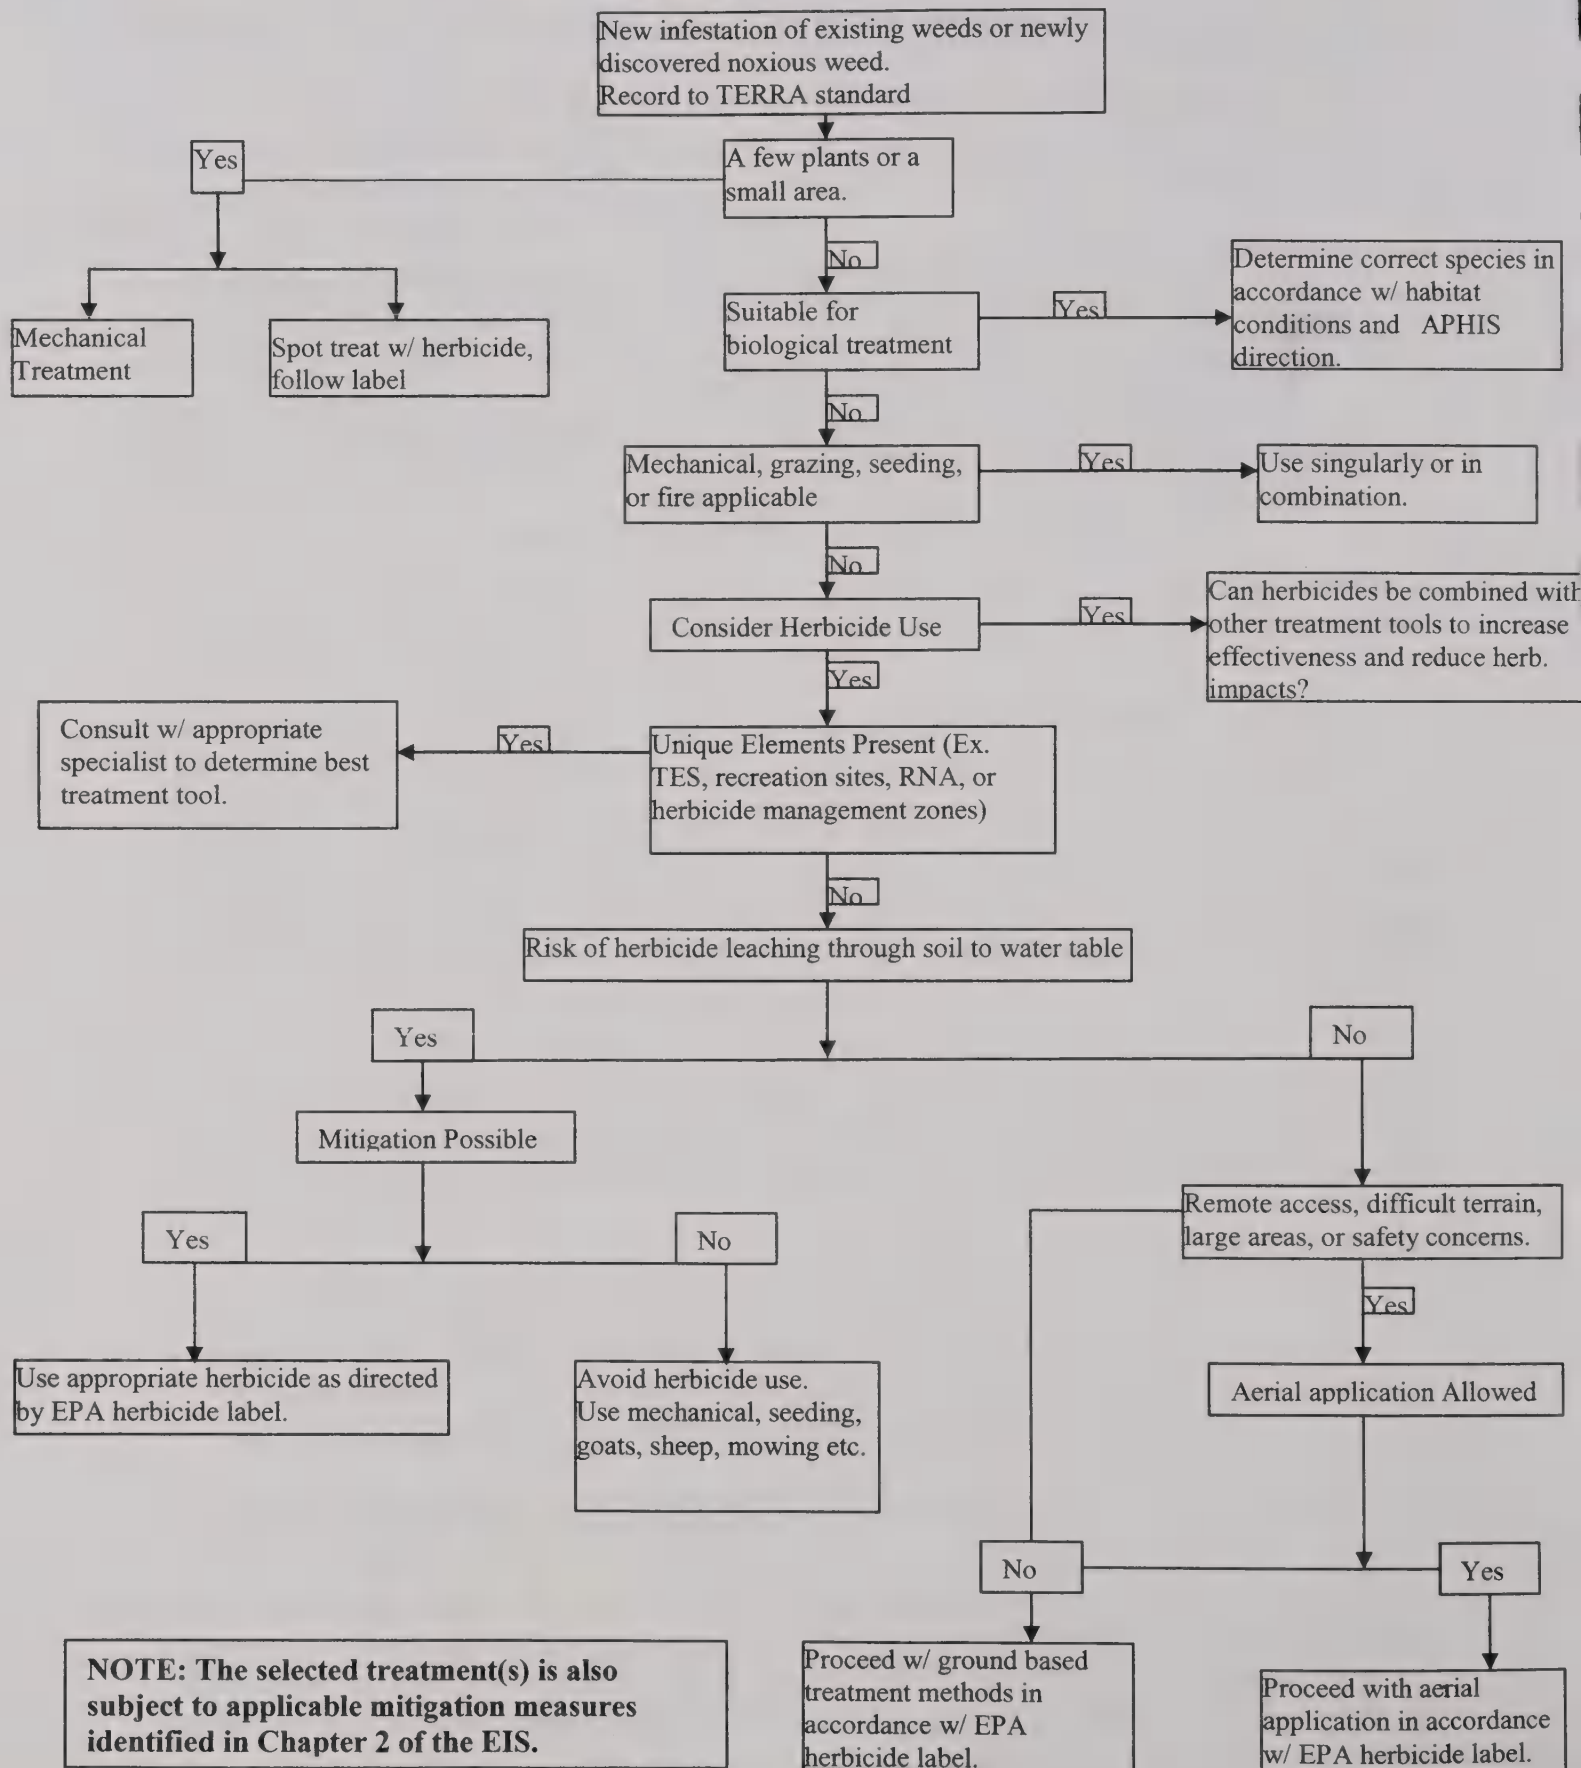 New infestation of existing weeds or newly
discovered noxious weed.
Record to TERRA standard
Yes
A few plants or a
small area.
No
Mechanical
Treatment
Spot treat w/ herbicide,
follow label
Suitable for
biological treatment
Yes
Determine correct species in
accordance w/ habitat
conditions and APHIS
direction.
No
Mechanical, grazing, seeding,
or fire applicable
Yes
Use singularly or in
combination.
No
Consider Herbicide Use
Yes
Can herbicides be combined with
other treatment tools to increase
effectiveness and reduce herb.
impacts?
Yes
Consult w/ appropriate
specialist to determine best
treatment tool.
Yes
Unique Elements Present (Ex.
TES, recreation sites, RNA, or
herbicide management zones)
No
Risk of herbicide leaching through soil to water table
Yes
No
Mitigation Possible
Remote access, difficult terrain,
large areas, or safety concerns.
Yes
No
Yes
Use appropriate herbicide as directed
by EPA herbicide label.
Avoid herbicide use.
Use mechanical, seeding,
goats, sheep, mowing etc.
Aerial application Allowed
No
Yes
NOTE: The selected treatment(s) is also
subject to applicable mitigation measures
identified in Chapter 2 of the EIS.
Proceed w/ ground based
treatment methods in
accordance w/ EPA
herbicide label.
Proceed with aerial
application in accordance
w/ EPA herbicide label.